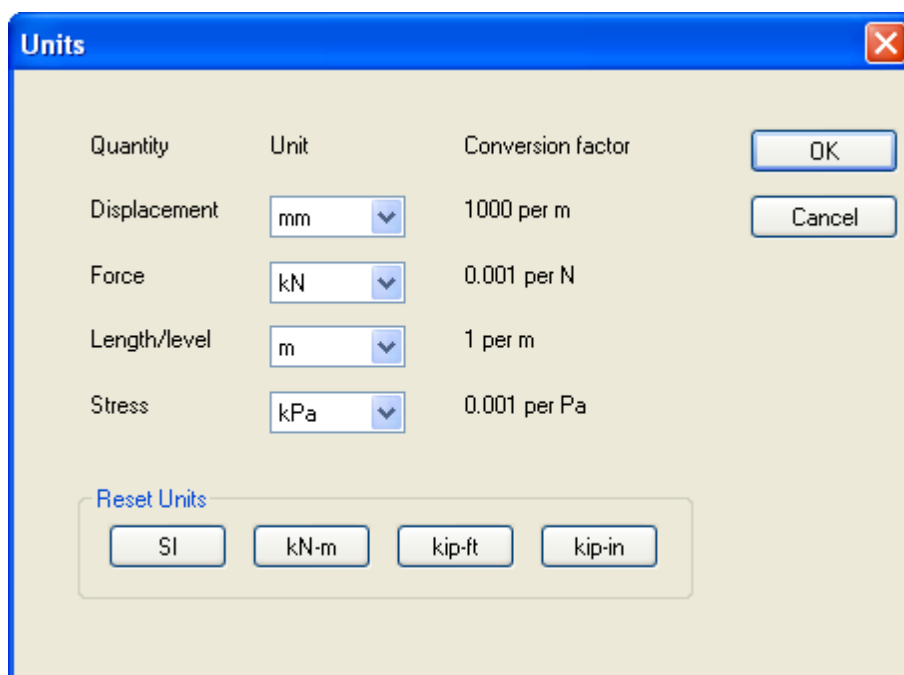 Units
Quantity Unit Conversion factor OK
Displacement mm 1000 per m Cancel
Force kN 0.001 per N
Length/level m 1 per m
Stress kPa 0.001 per Pa
Reset Units
SI kN-m kip-ft kip-in